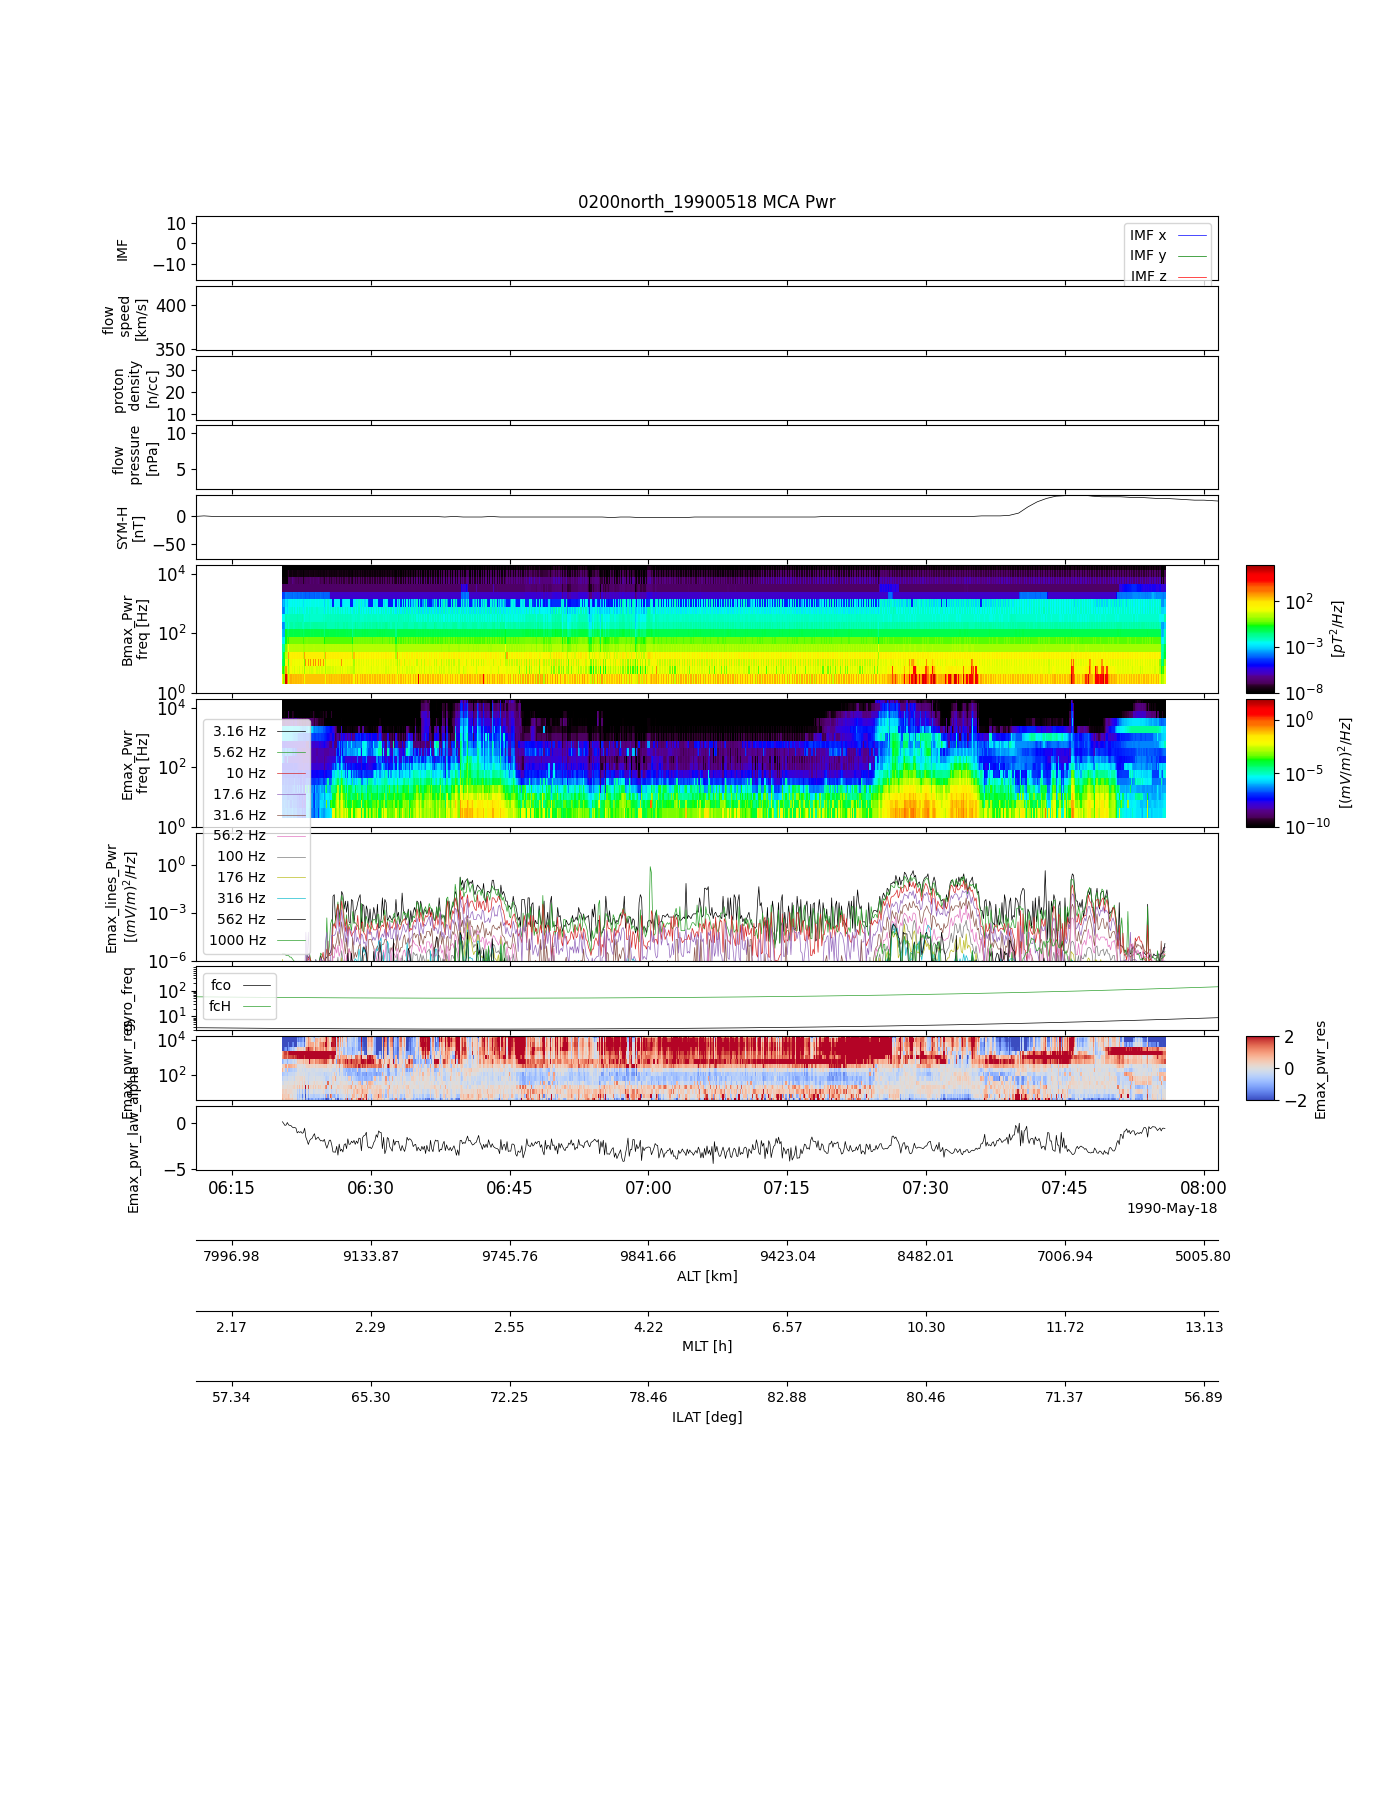 0200north_19900518 MCA Pwr
IMF
10
0
−10
IMF x
IMF y
IMF z
flow
speed
[km/s]
400
350
proton
density
[n/cc]
30
20
10
flow
pressure
[nPa]
10
5
SYM-H
[nT]
0
−50
Bmax_Pwr
freq [Hz]
10^4
10^2
10^0
10^2
10^−3
10^−8
[pT^2/Hz]
Emax_Pwr
freq [Hz]
10^4
10^2
10^0
10^0
10^−5
10^−10
[(mV/m)^2/Hz]
3.16 Hz
5.62 Hz
10 Hz
17.6 Hz
31.6 Hz
56.2 Hz
100 Hz
176 Hz
316 Hz
562 Hz
1000 Hz
Emax_lines_Pwr
[(mV/m)^2/Hz]
10^0
10^−3
10^−6
gyro_freq
10^2
10^1
fco
fcH
Emax_pwr_res
10^4
10^2
2
0
−2
Emax_pwr_res
Emax_pwr_law_alpha
0
−5
06:15 06:30 06:45 07:00 07:15 07:30 07:45 08:00
1990-May-18
7996.98 9133.87 9745.76 9841.66 9423.04 8482.01 7006.94 5005.80
ALT [km]
2.17 2.29 2.55 4.22 6.57 10.30 11.72 13.13
MLT [h]
57.34 65.30 72.25 78.46 82.88 80.46 71.37 56.89
ILAT [deg]